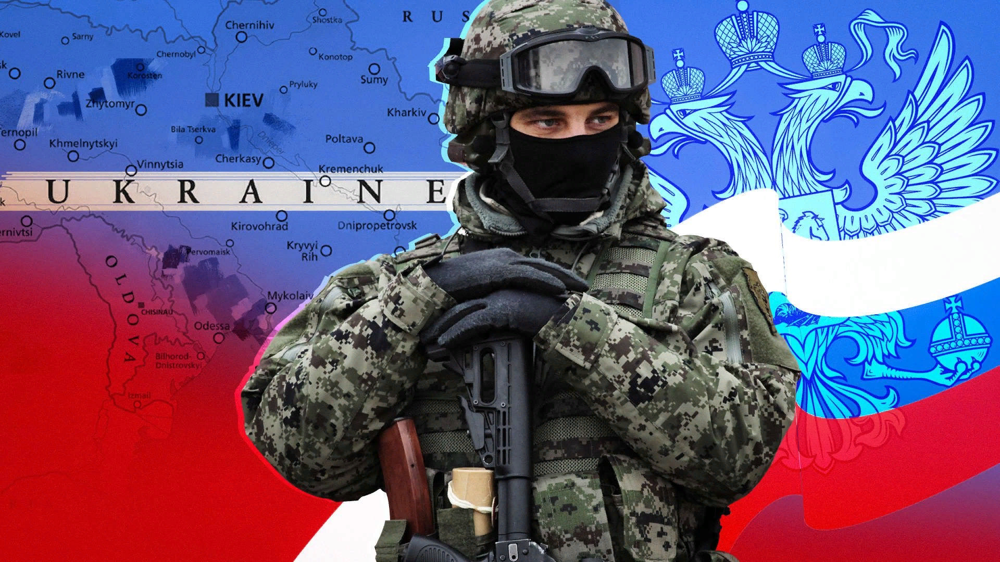 RUS
Chernihiv
Shostka
Kovel
Sarny
Chernobyl
Konotop
Rivne
Korosten
Sumy
Pryluky
Zhytomyr
KIEV
Kharkiv
Bila Tserkva
ernopil
Khmelnytskyi
Dnieper
Poltava
Cherkasy
Vinnytsia
Kremenchuk
UKRAINE
ernivtsi
Kirovohrad
Dnipropetrovsk
Kryvyi
Rih
Pervomaisk
OLDOVA
Mykolaiv
CHISINAU
Odessa
Bilhorod-
Dnistrovskyi
Izmail